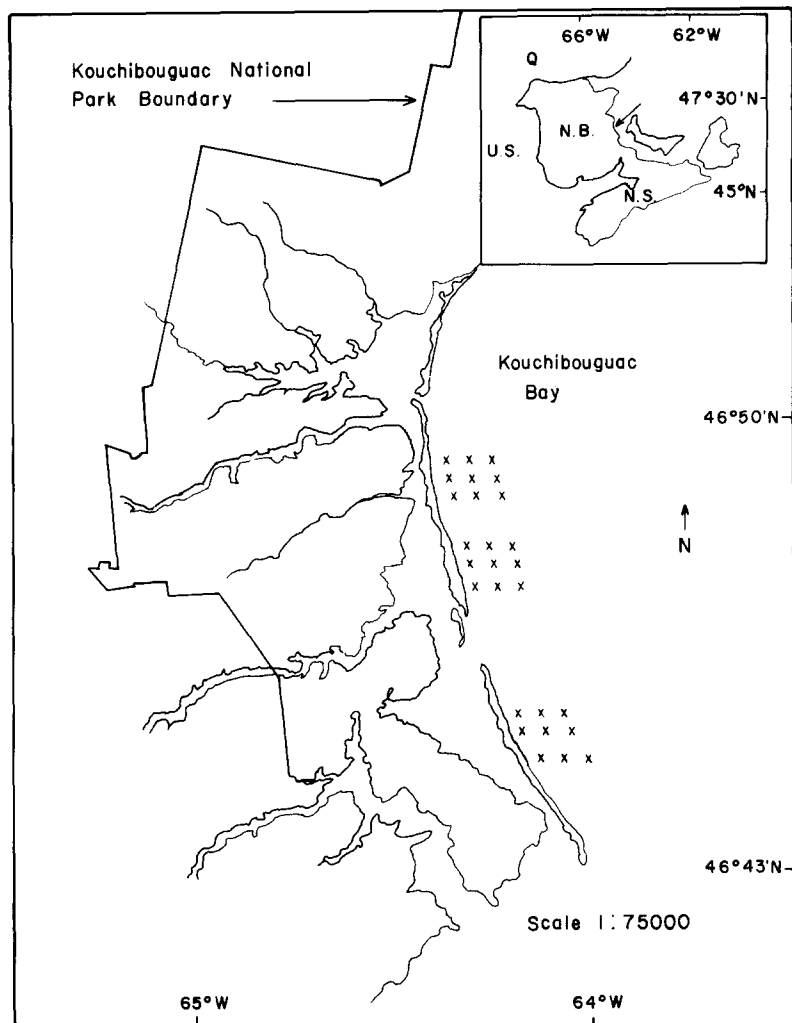 Kouchibouguac National
Park Boundary
66°W 62°W
Q
47°30'N
N.B.
U.S.
45°N
N.S.
Kouchibouguac
Bay
46°50'N
x x x
x x x
x x x
N
x x x
x x x
x x x
x x x
x x x
x x x
46°43'N
Scale 1:75000
65°W 64°W